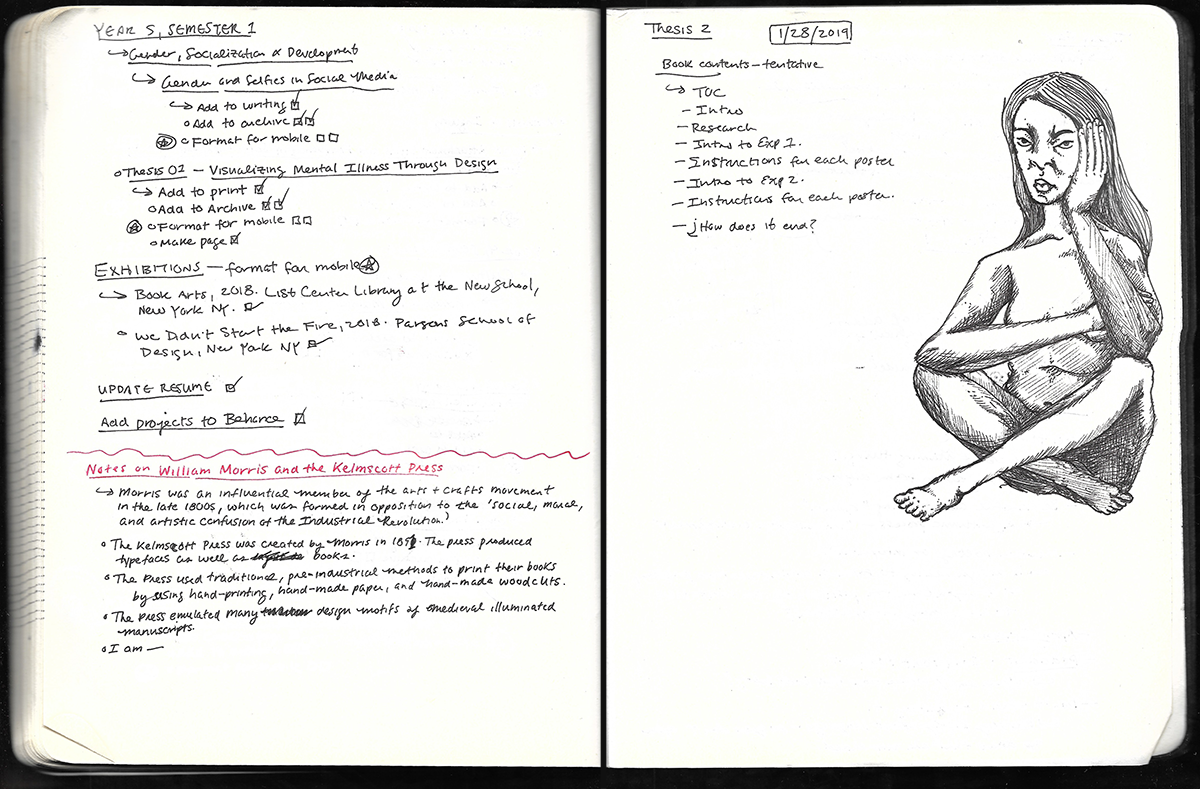 YEAR 5, SEMESTER 1
Gender, Socialization & Development
Gender and Selfies in Social Media
Add to writing
Add to archive
Format for mobile
Thesis 01 — Visualizing Mental Illness Through Design
Add to print
Add to Archive
Format for mobile
Make page
EXHIBITIONS — format for mobile
Book Arts, 2018. List Center Library at the New School,
New York NY.
We Didn't Start the Fire, 2018. Parsons School of
Design, New York NY
UPDATE RESUME
Add projects to Behance
Notes on William Morris and the Kelmscott Press
Morris was an influential member of the arts + crafts movement
in the late 1800s, which was formed in opposition to the 'social, moral,
and artistic confusion of the Industrial Revolution.'
The Kelmscott Press was created by Morris in 1891. The press produced
typefaces as well as books.
The Press used traditional, pre-industrial methods to print their books
by using hand-printing, hand-made paper, and hand-made woodcuts.
The press emulated many design motifs of medieval illuminated
manuscripts.
I am —
Thesis 2
1/28/2019
Book contents — tentative
TOC
— Intro
— Research
— Intro to Exp 1.
— Instructions for each poster
— Intro to Exp 2.
— Instructions for each poster.
— ¿How does it end?